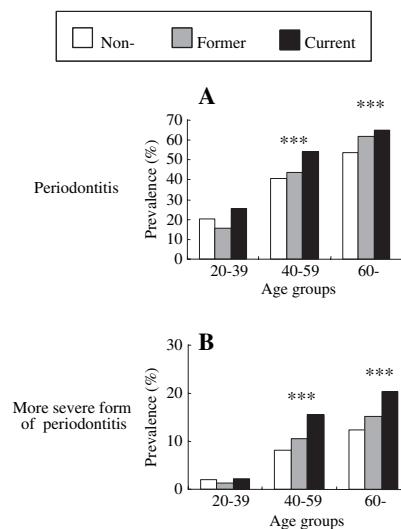 Non- Former Current
A
***
***
70
60
50
40
30
20
10
0
Prevalence (%)
Periodontitis
20-39 40-59 60-
Age groups
B
***
***
30
20
10
0
Prevalence (%)
More severe form
of periodontitis
20-39 40-59 60-
Age groups